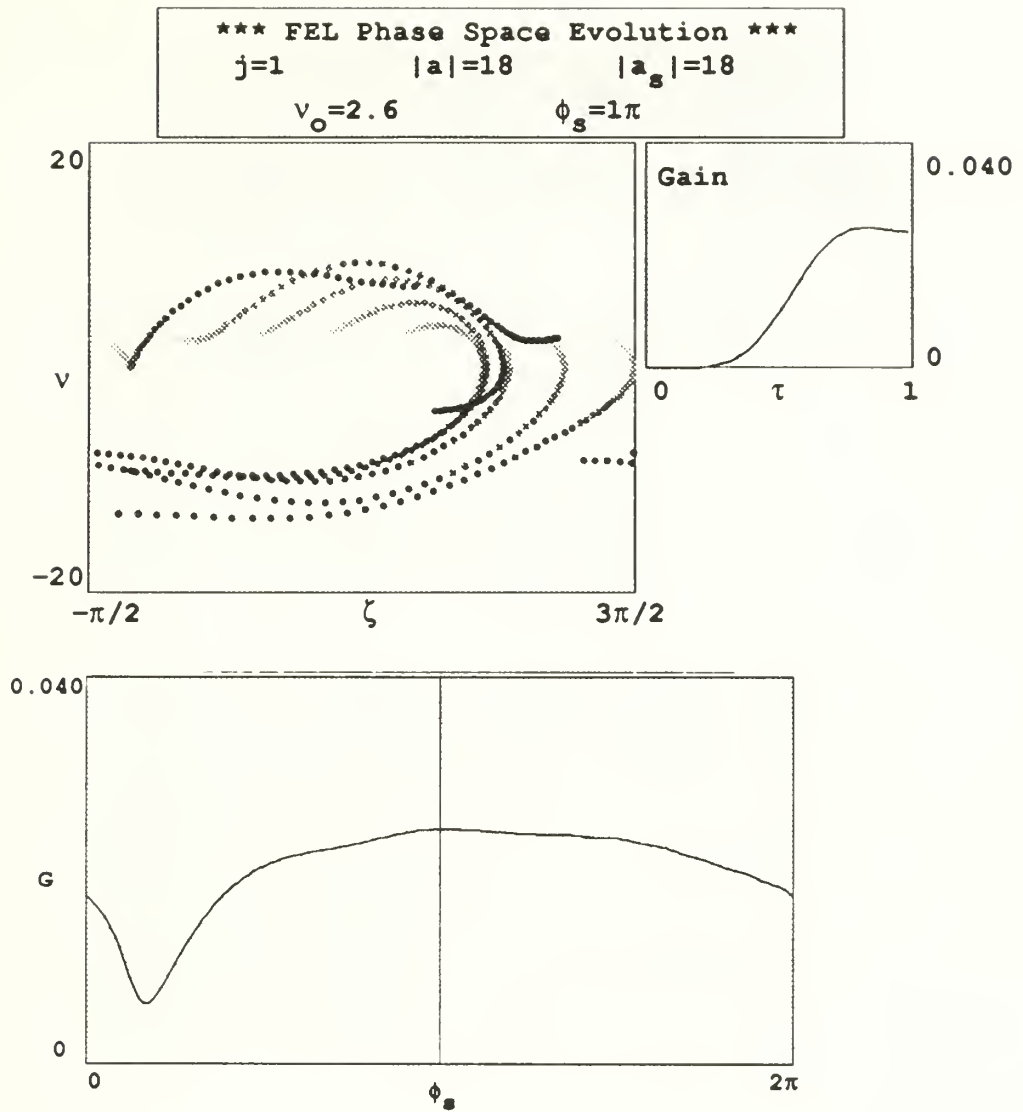 *** FEL Phase Space Evolution ***
j=1 |a|=18 |aₛ|=18
νₒ=2.6 ϕₛ=1π
20
Gain
0.040
ν
0
0 τ 1
−20
−π/2 ζ 3π/2
0.040
G
0
0 ϕₛ 2π